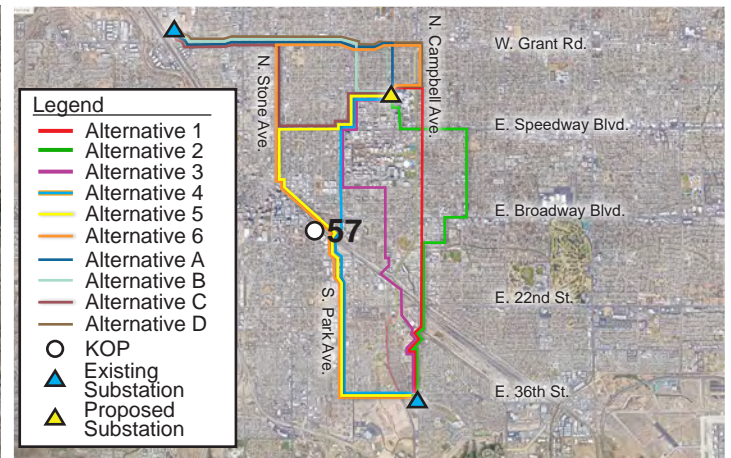 W. Grant Rd.
N. Campbell Ave.
N. Stone Ave.
Legend
Alternative 1
Alternative 2
Alternative 3
Alternative 4
Alternative 5
Alternative 6
Alternative A
Alternative B
Alternative C
Alternative D
KOP
Existing
Substation
Proposed
Substation
E. Speedway Blvd.
E. Broadway Blvd.
57
E. 22nd St.
S. Park Ave.
E. 36th St.